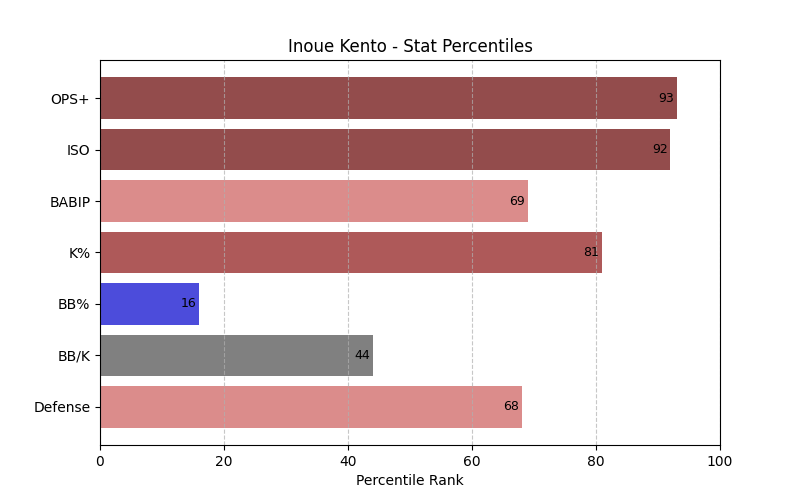 Inoue Kento - Stat Percentiles
OPS+ 93
ISO 92
BABIP 69
K% 81
BB% 16
BB/K 44
Defense 68
0 20 40 60 80 100
Percentile Rank